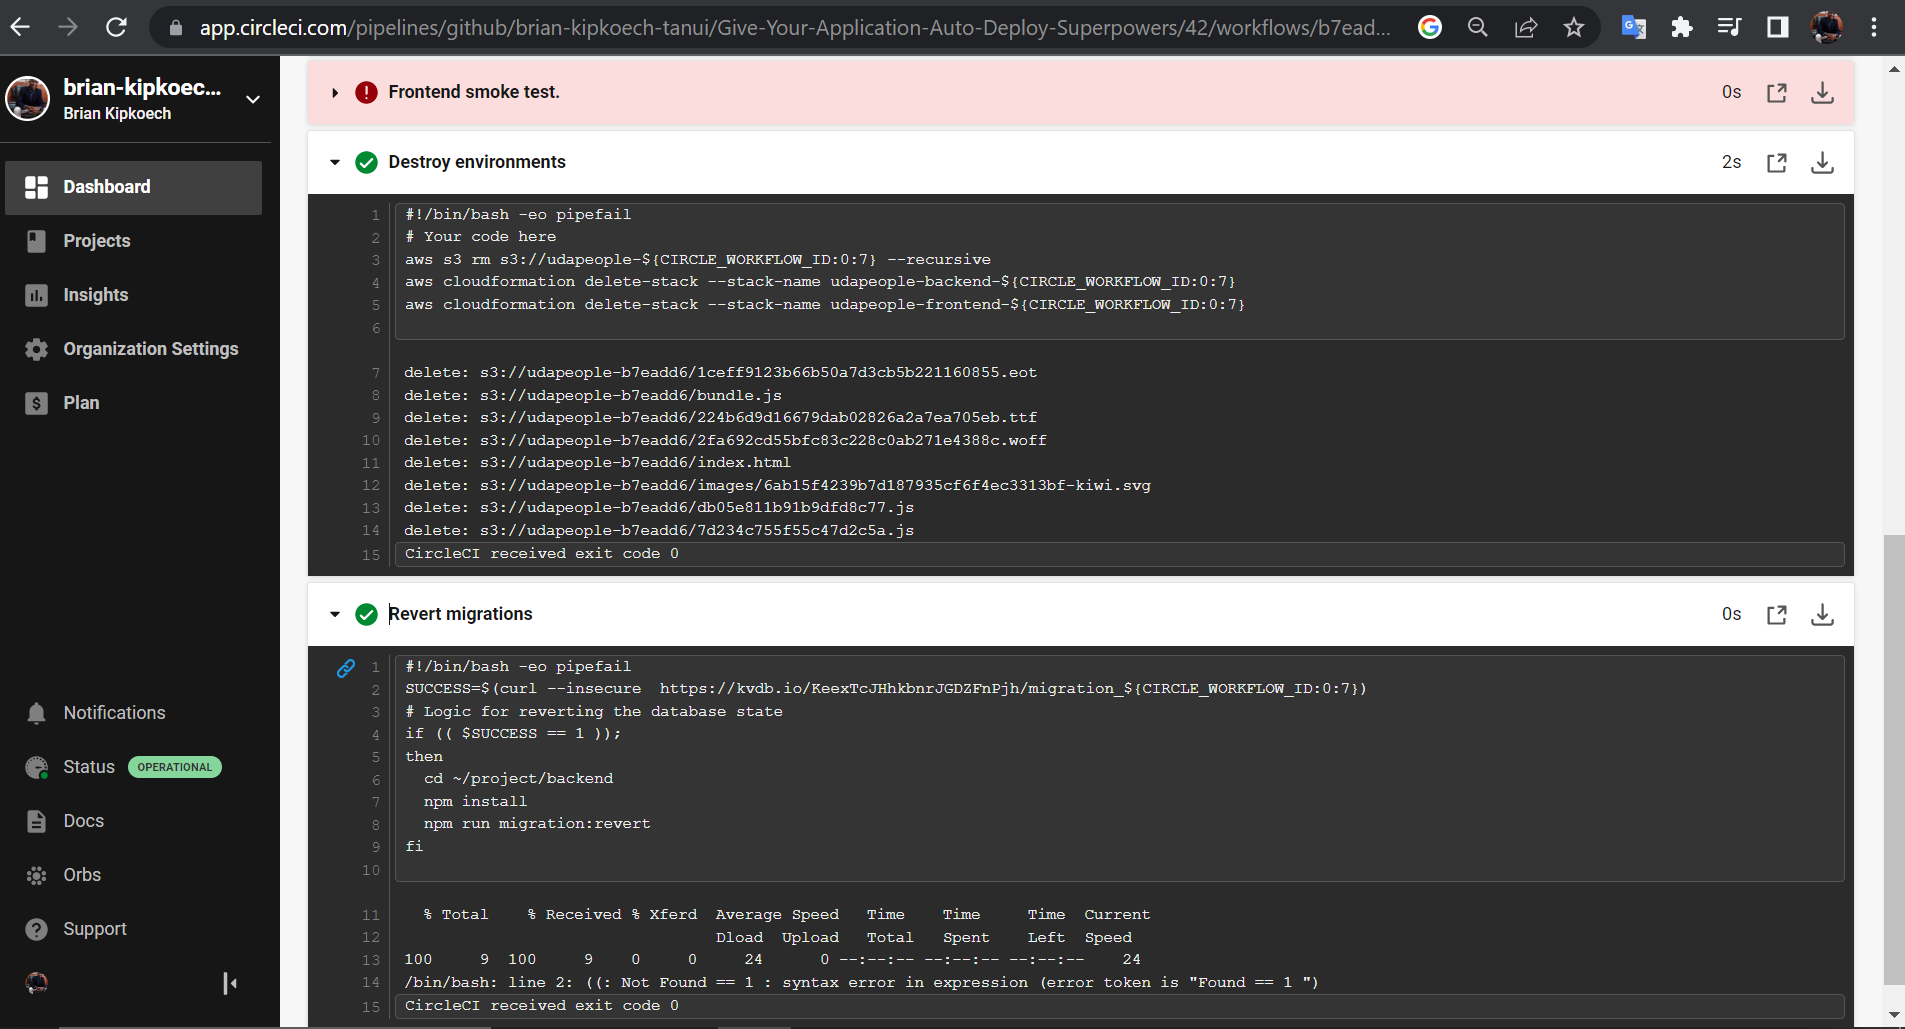 app.circleci.com/pipelines/github/brian-kipkoech-tanui/Give-Your-Application-Auto-Deploy-Superpowers/42/workflows/b7ead...
brian-kipkoec...
Brian Kipkoech
Dashboard
Projects
Insights
Organization Settings
Plan
Notifications
Status OPERATIONAL
Docs
Orbs
Support
Frontend smoke test. 0s
Destroy environments 2s
1 #!/bin/bash -eo pipefail
2 # Your code here
3 aws s3 rm s3://udapeople-${CIRCLE_WORKFLOW_ID:0:7} --recursive
4 aws cloudformation delete-stack --stack-name udapeople-backend-${CIRCLE_WORKFLOW_ID:0:7}
5 aws cloudformation delete-stack --stack-name udapeople-frontend-${CIRCLE_WORKFLOW_ID:0:7}
6
7 delete: s3://udapeople-b7eadd6/1ceff9123b66b50a7d3cb5b221160855.eot
8 delete: s3://udapeople-b7eadd6/bundle.js
9 delete: s3://udapeople-b7eadd6/224b6d9d16679dab02826a2a7ea705eb.ttf
10 delete: s3://udapeople-b7eadd6/2fa692cd55bfc83c228c0ab271e4388c.woff
11 delete: s3://udapeople-b7eadd6/index.html
12 delete: s3://udapeople-b7eadd6/images/6ab15f4239b7d187935cf6f4ec3313bf-kiwi.svg
13 delete: s3://udapeople-b7eadd6/db05e811b91b9dfd8c77.js
14 delete: s3://udapeople-b7eadd6/7d234c755f55c47d2c5a.js
15 CircleCI received exit code 0
Revert migrations 0s
1 #!/bin/bash -eo pipefail
2 SUCCESS=$(curl --insecure  https://kvdb.io/KeexTcJHhkbnrJGDZFnPjh/migration_${CIRCLE_WORKFLOW_ID:0:7})
3 # Logic for reverting the database state
4 if (( $SUCCESS == 1 ));
5 then
6   cd ~/project/backend
7   npm install
8   npm run migration:revert
9 fi
10
11   % Total    % Received % Xferd  Average Speed   Time    Time     Time  Current
12                                  Dload  Upload   Total   Spent    Left  Speed
13 100     9  100     9    0     0     24      0 --:--:-- --:--:-- --:--:--    24
14 /bin/bash: line 2: ((: Not Found == 1 : syntax error in expression (error token is "Found == 1 ")
15 CircleCI received exit code 0